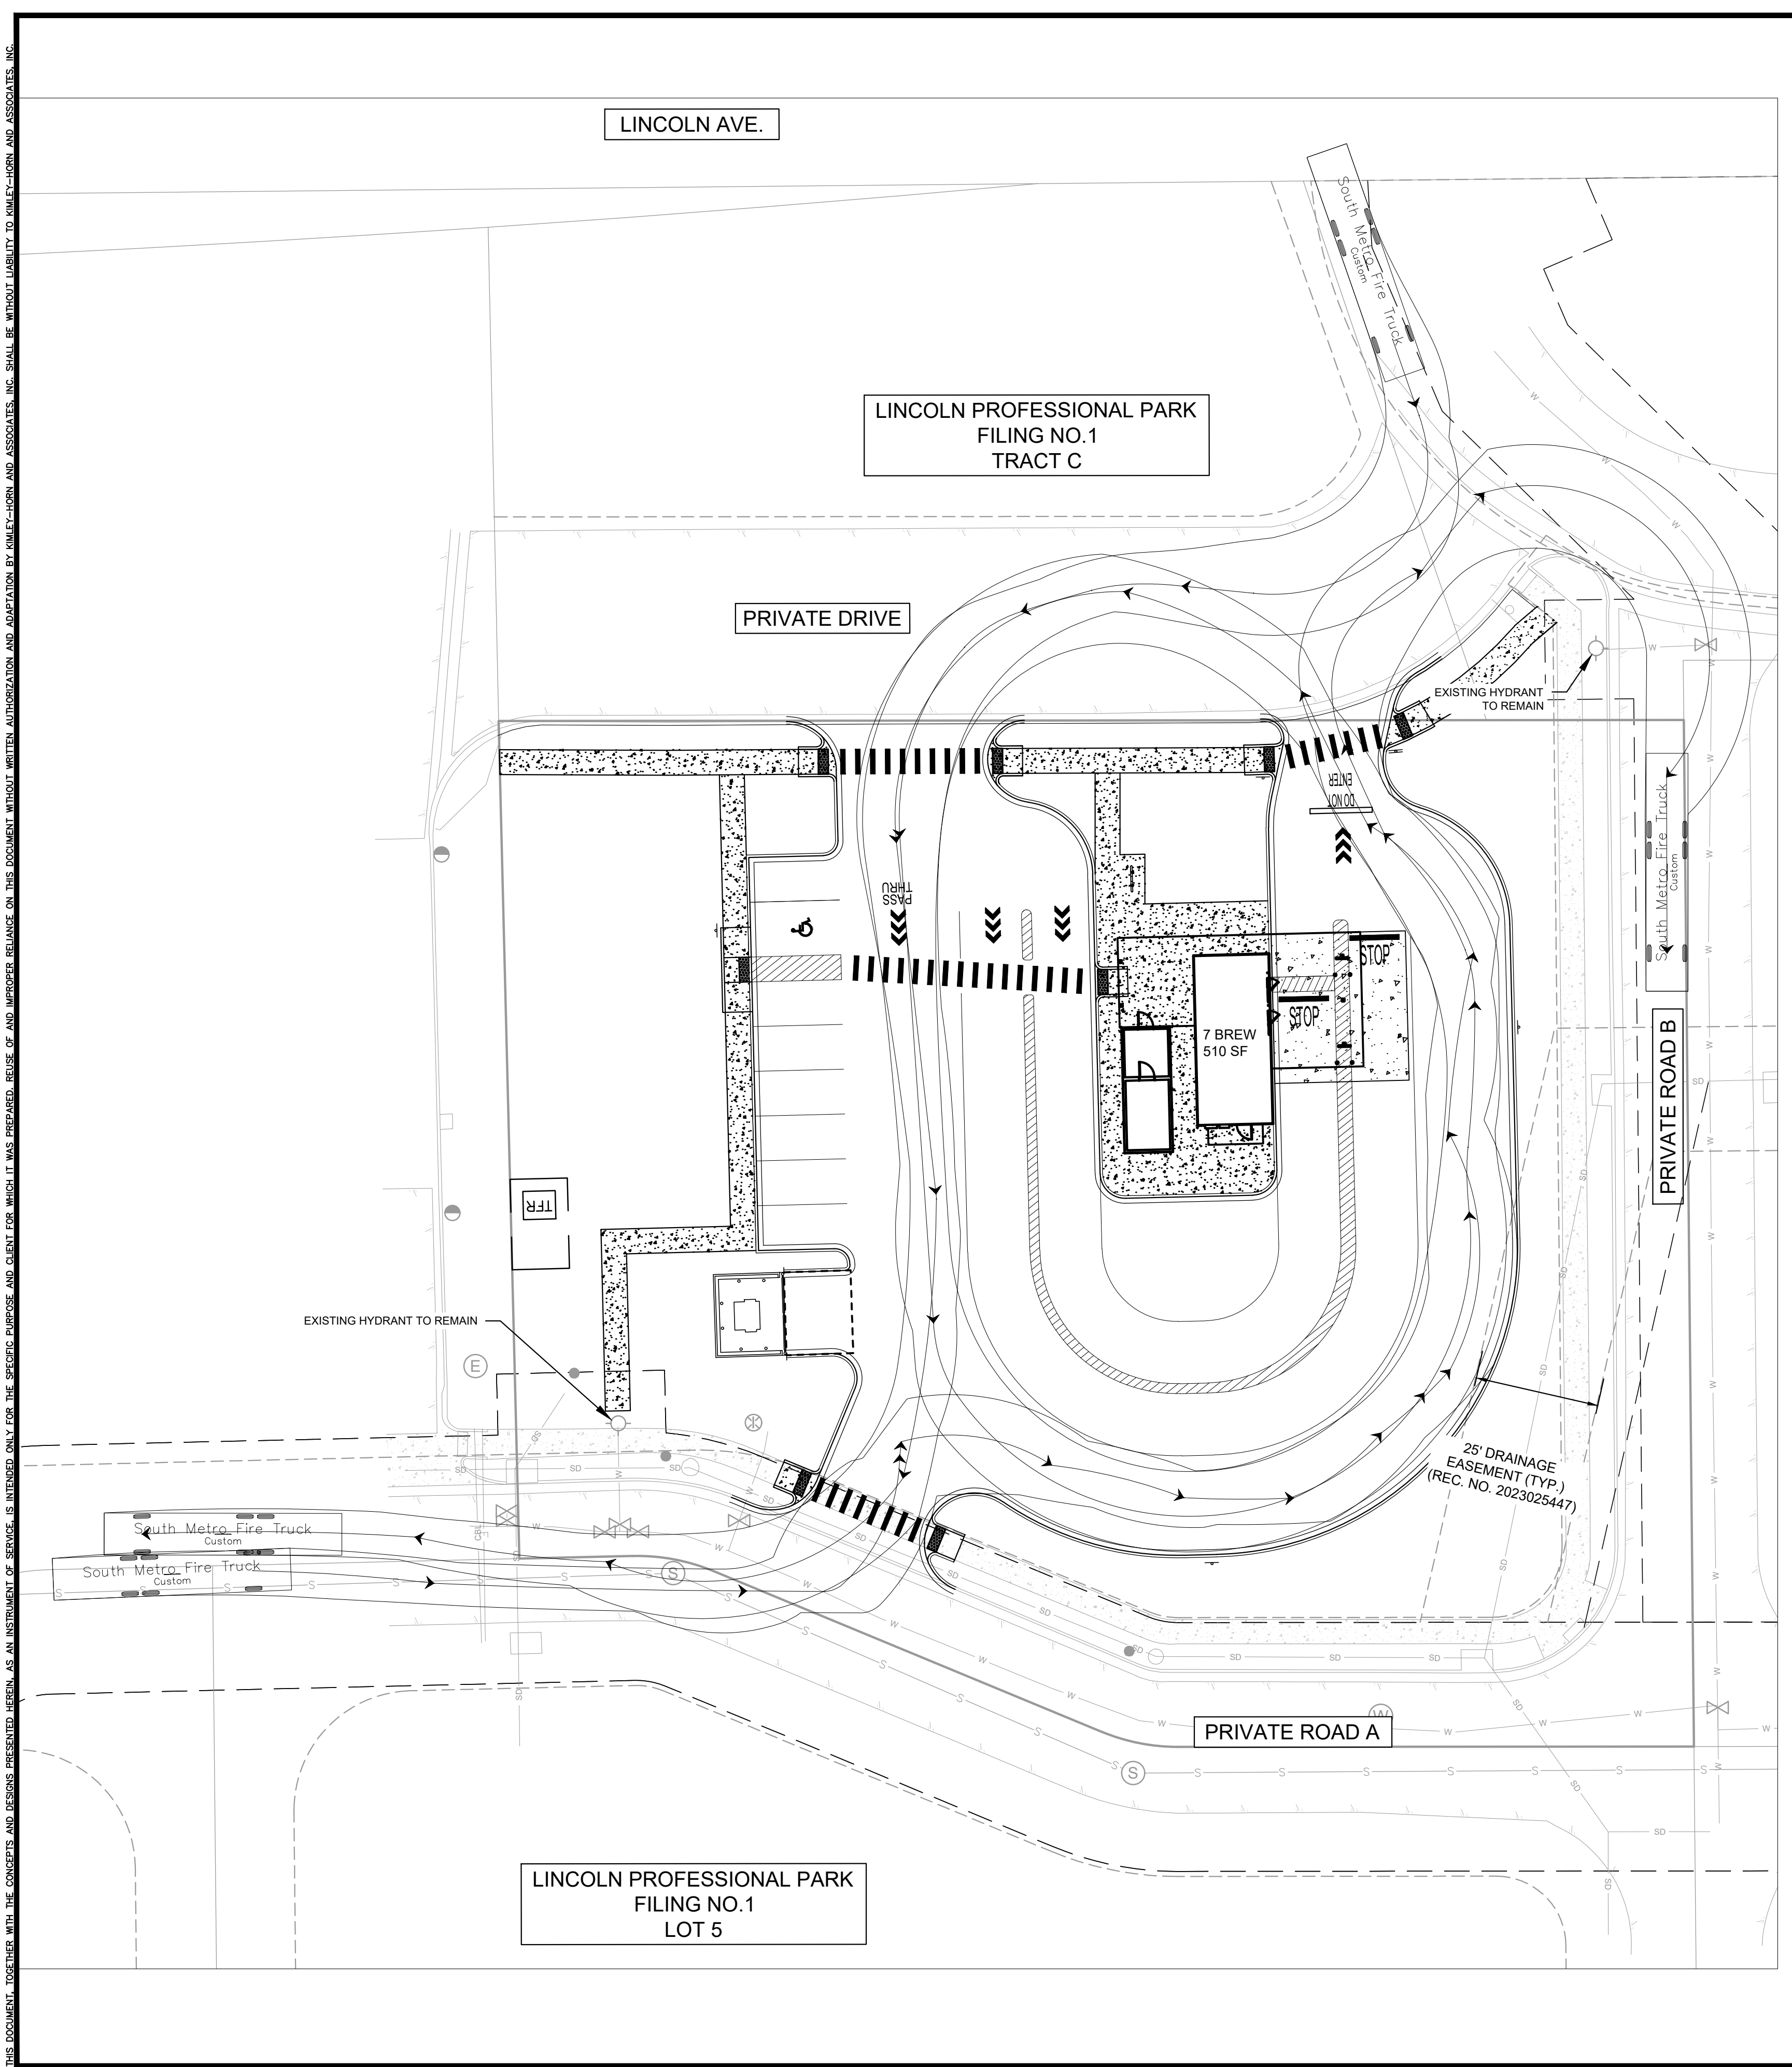 THIS DOCUMENT, TOGETHER WITH THE CONCEPTS AND DESIGNS PRESENTED HEREIN, AS AN INSTRUMENT OF SERVICE, IS INTENDED ONLY FOR THE SPECIFIC PURPOSE AND CLIENT FOR WHICH IT WAS PREPARED. REUSE OF AND IMPROPER RELIANCE ON THIS DOCUMENT WITHOUT WRITTEN AUTHORIZATION AND ADAPTATION BY KIMLEY-HORN AND ASSOCIATES, INC. SHALL BE WITHOUT LIABILITY TO KIMLEY-HORN AND ASSOCIATES, INC.
LINCOLN AVE.
South Metro Fire Truck
Custom
LINCOLN PROFESSIONAL PARK
FILING NO.1
TRACT C
PRIVATE DRIVE
EXISTING HYDRANT
TO REMAIN
DO NOT
ENTER
PASS
THRU
South Metro Fire Truck
Custom
STOP
STOP
7 BREW
510 SF
PRIVATE ROAD B
TFR
EXISTING HYDRANT TO REMAIN
E
25' DRAINAGE
EASEMENT (TYP.)
(REC. NO. 2023025447)
South Metro Fire Truck
Custom
South Metro Fire Truck
Custom
CBL
S
W
PRIVATE ROAD A
S
SD
W
LINCOLN PROFESSIONAL PARK
FILING NO.1
LOT 5